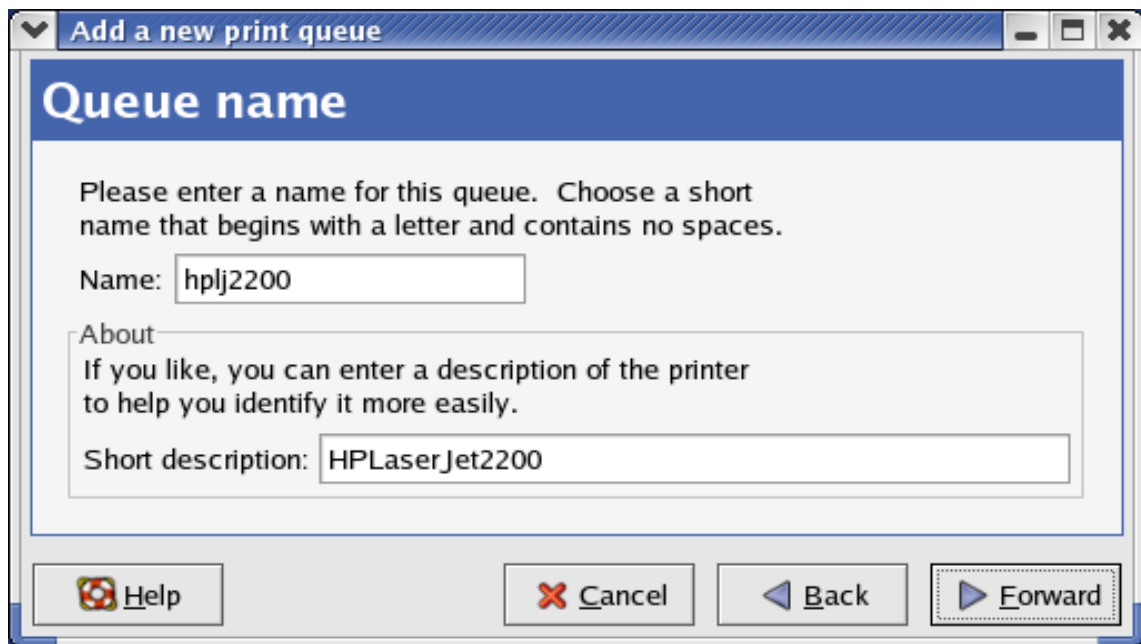 Add a new print queue
Queue name
Please enter a name for this queue.  Choose a short
name that begins with a letter and contains no spaces.
Name: hplj2200
About
If you like, you can enter a description of the printer
to help you identify it more easily.
Short description: HPLaserJet2200
Help Cancel Back Forward